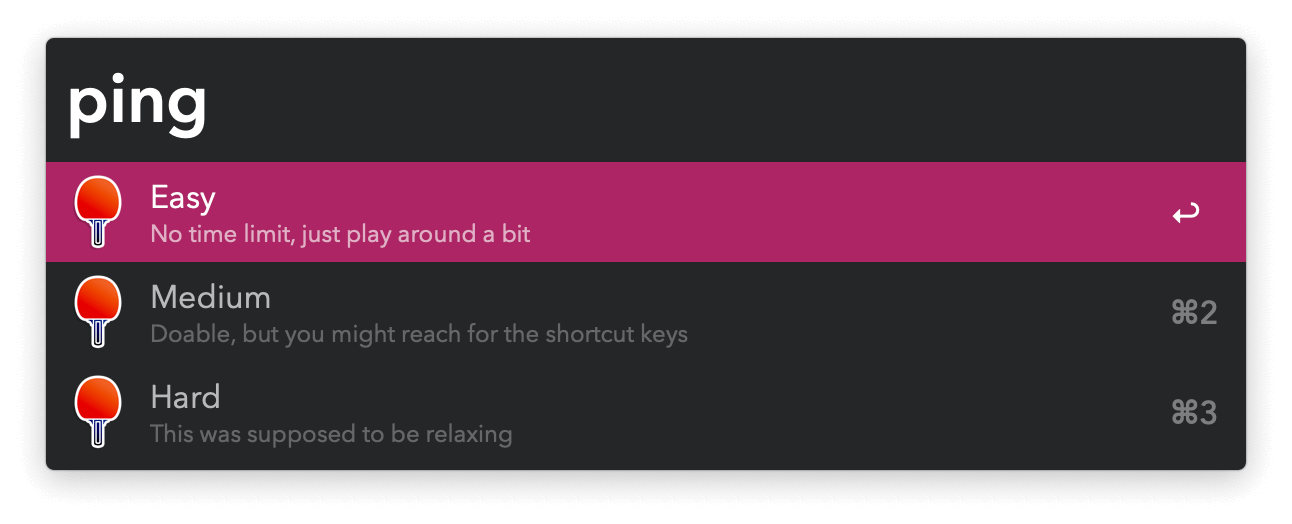 ping
Easy
No time limit, just play around a bit
Medium
Doable, but you might reach for the shortcut keys
⌘2
Hard
This was supposed to be relaxing
⌘3